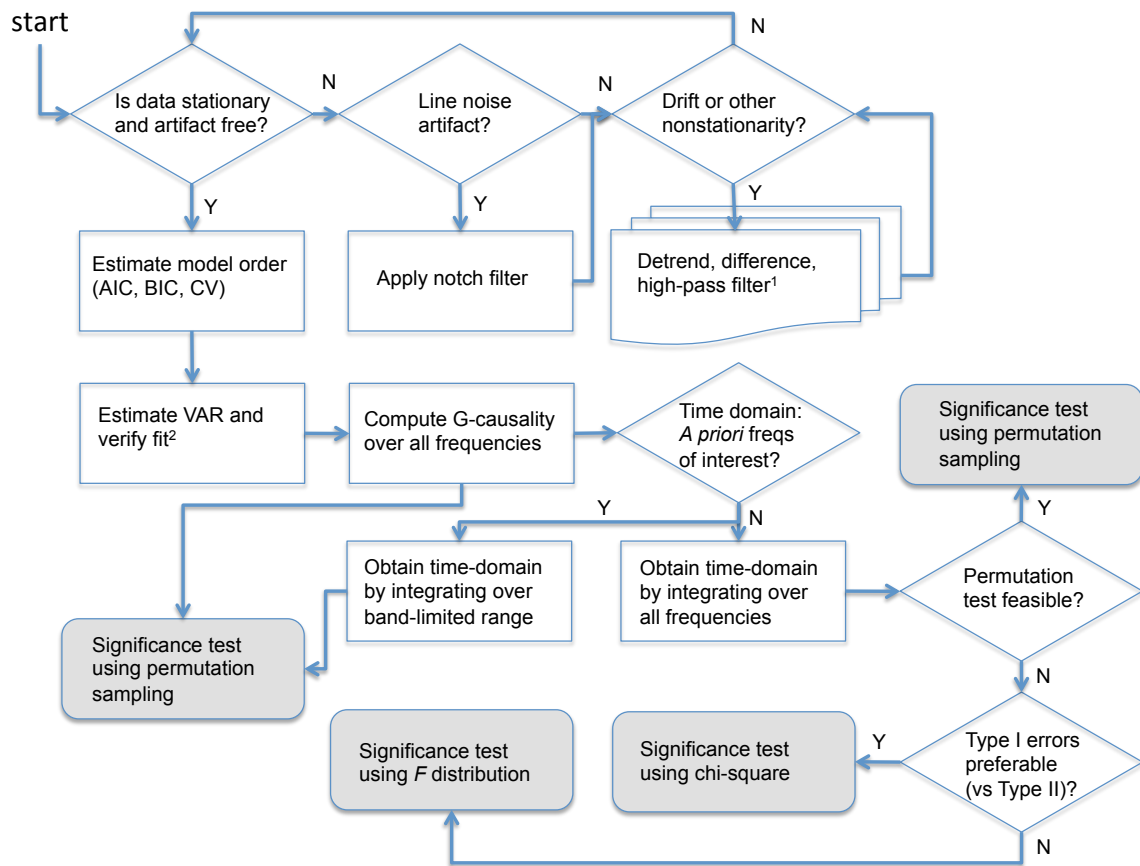 start
N
Is data stationary
and artifact free?
N
Line noise
artifact?
N
Drift or other
nonstationarity?
Y
Y
Y
Estimate model order
(AIC, BIC, CV)
Apply notch filter
Detrend, difference,
high-pass filter¹
Estimate VAR and
verify fit²
Compute G-causality
over all frequencies
Time domain:
A priori freqs
of interest?
Significance test
using permutation
sampling
Y
N
Y
Obtain time-domain
by integrating over
band-limited range
Obtain time-domain
by integrating over
all frequencies
Permutation
test feasible?
Significance test
using permutation
sampling
N
Significance test
using F distribution
Significance test
using chi-square
Y
Type I errors
preferable
(vs Type II)?
N